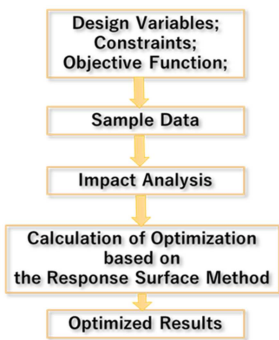 Design Variables;
Constraints;
Objective Function;
Sample Data
Impact Analysis
Calculation of Optimization
based on
the Response Surface Method
Optimized Results